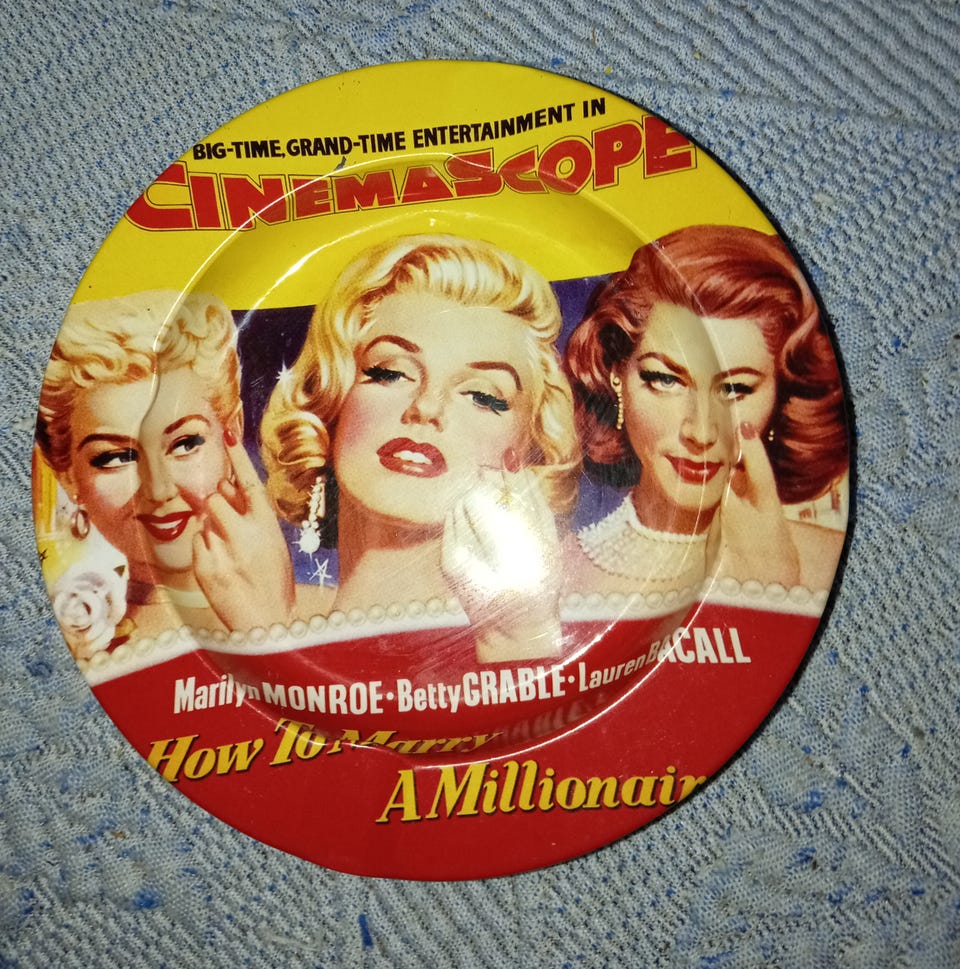 BIG-TIME, GRAND-TIME ENTERTAINMENT IN
CINEMASCOPE
Marilyn MONROE • Betty GRABLE • Lauren BACALL
How To Marry
A Millionair